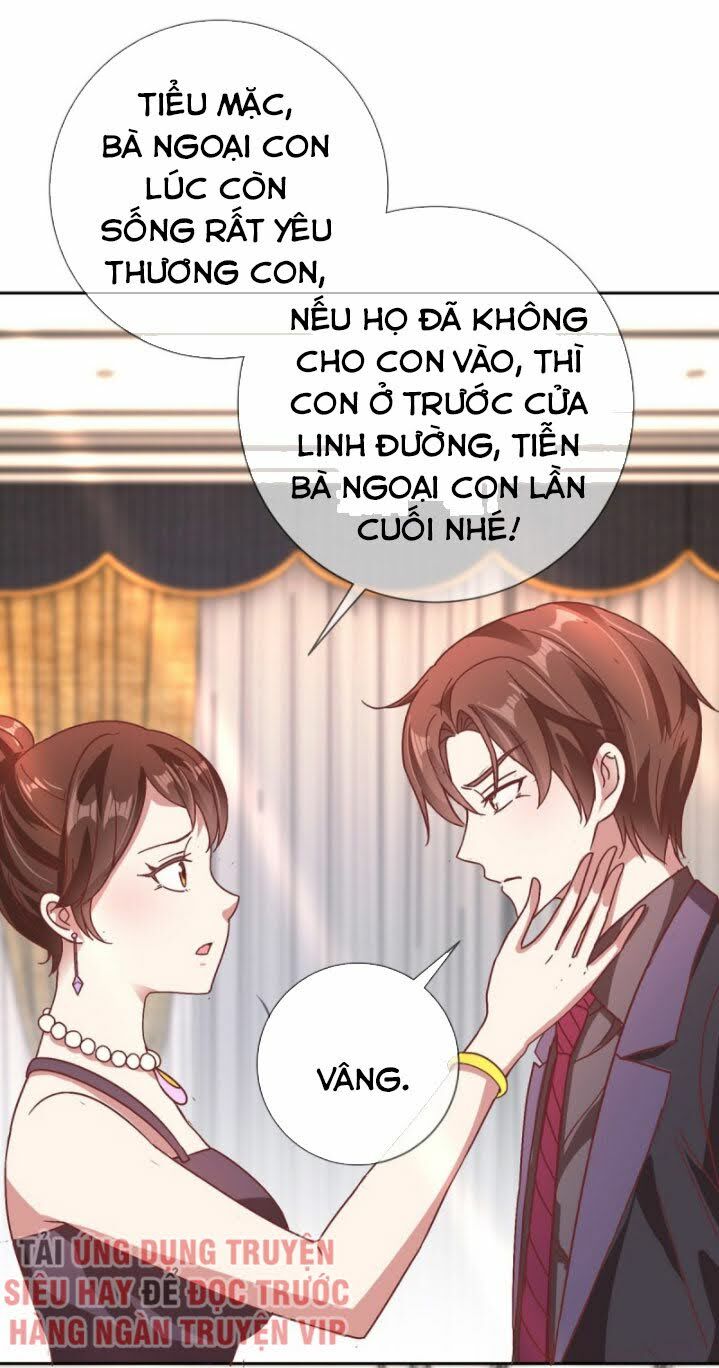 TIỂU MẶC,
BÀ NGOẠI CON
LÚC CÒN
SỐNG RẤT YÊU
THƯƠNG CON,
NẾU HỌ ĐÃ KHÔNG
CHO CON VÀO, THÌ
CON Ở TRƯỚC CỬA
LINH ĐƯỜNG, TIỄN
BÀ NGOẠI CON LẦN
CUỐI NHÉ!
VÂNG.
TẢI ỨNG DỤNG TRUYỆN
SIÊU HAY ĐỂ ĐỌC TRƯỚC
HÀNG NGÀN TRUYỆN VIP